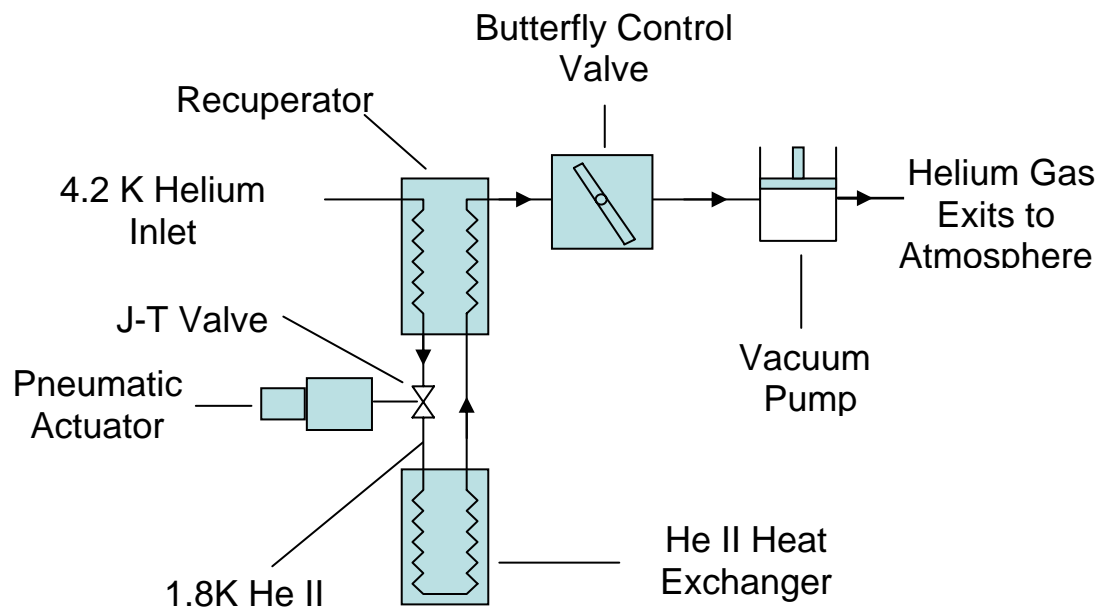 Butterfly Control
Valve
Recuperator
4.2 K Helium
Inlet
Helium Gas
Exits to
Atmosphere
J-T Valve
Vacuum
Pump
Pneumatic
Actuator
He II Heat
Exchanger
1.8K He II